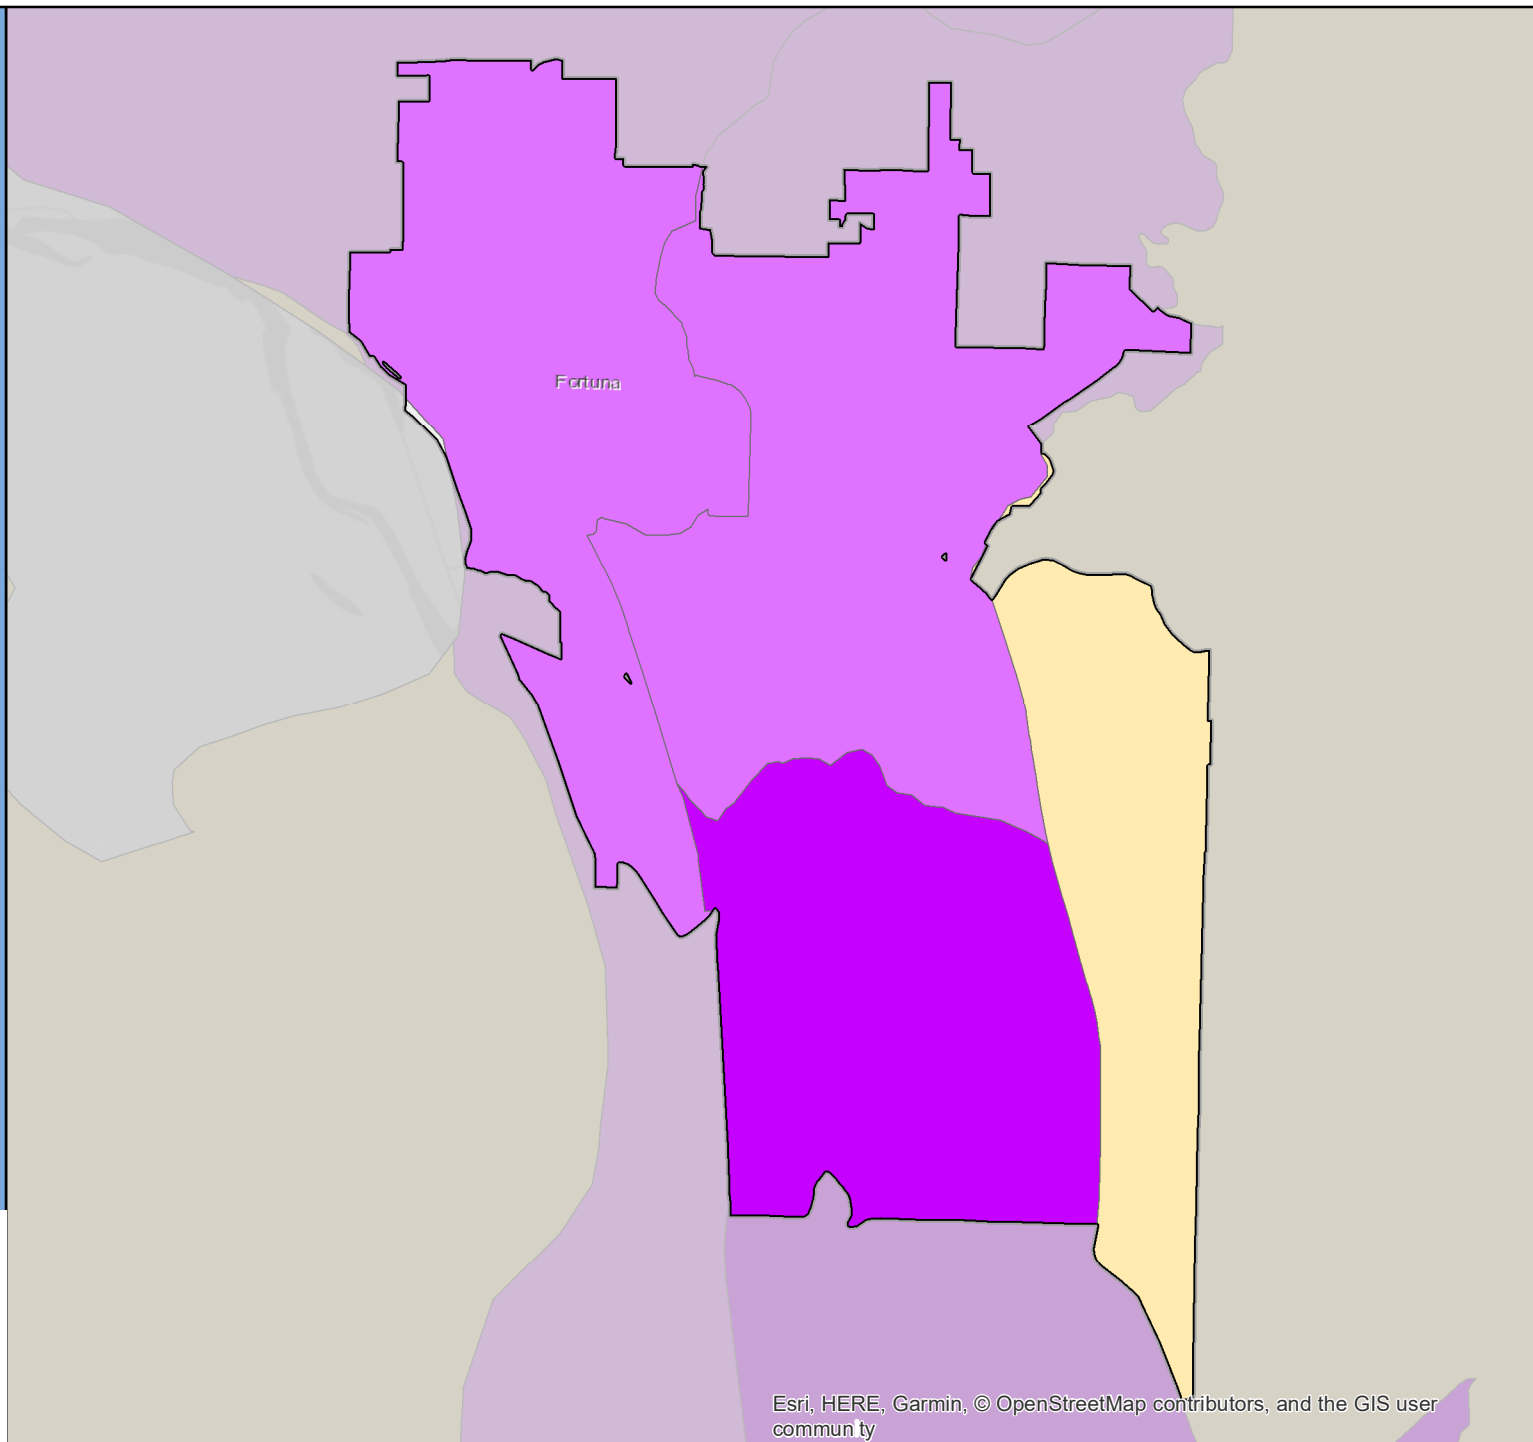 Fortuna
Esri, HERE, Garmin, © OpenStreetMap contributors, and the GIS user
community